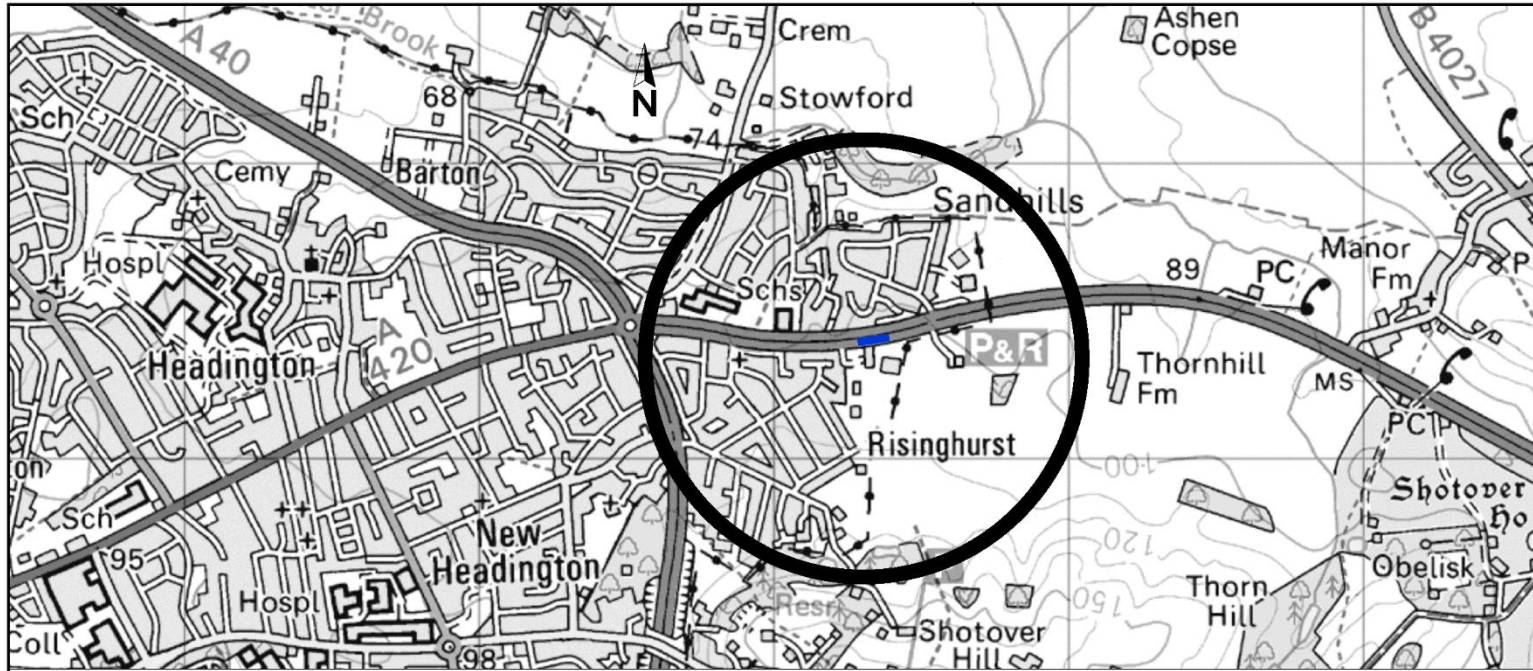 Brook
A 40
N
Crem
Ashen
Copse
B 4027
Sch
68
Stowford
74
Cemy
Barton
Sandhills
Hospl
Schs
89
PC
Manor
Fm
P
A
420
Headington
P&R
Thornhill
Fm
MS
PC
Risinghurst
100
Sch
New
Headington
Shotover
Ho
95
120
Obelisk
Hospl
Resr
150
Thorn
Hill
Coll
98
Shotover
Hill